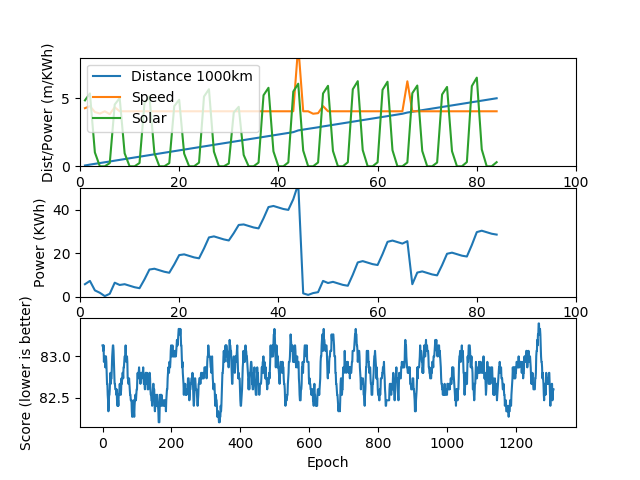 Dist/Power (m/KWh)
5
0
Distance 1000km
Speed
Solar
0 20 40 60 80 100
Power (KWh)
40
20
0
0 20 40 60 80 100
Score (lower is better)
83.0
82.5
0 200 400 600 800 1000 1200
Epoch